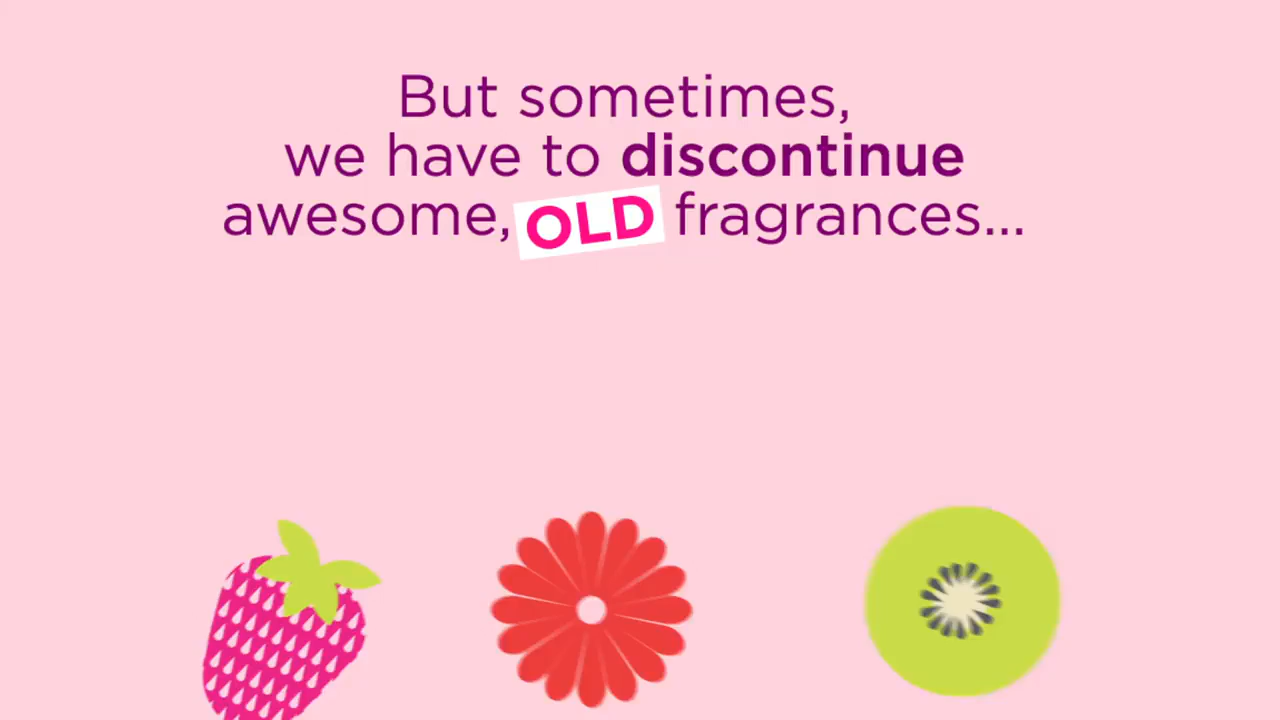 But sometimes,
we have to discontinue
awesome, OLD fragrances...